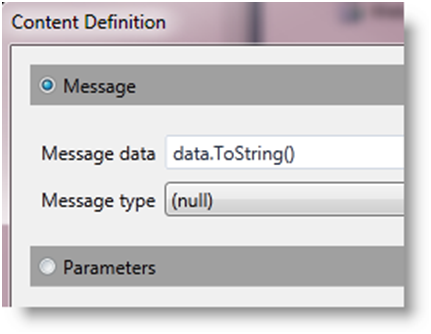 Content Definition
Message
Message data data.ToString()
Message type (null)
Parameters